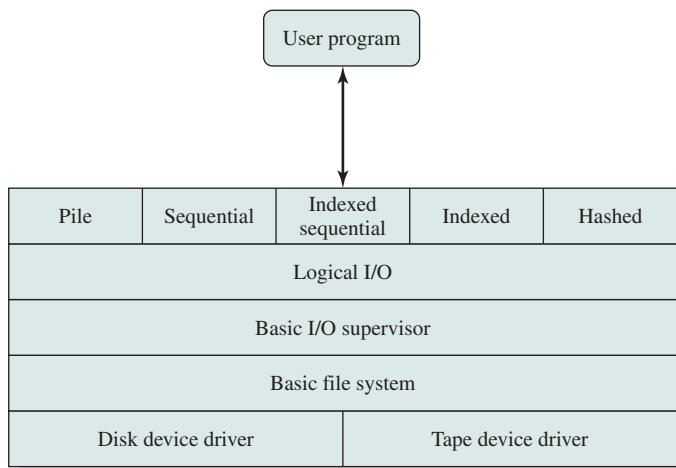 User program
Pile
Sequential
Indexed
sequential
Indexed
Hashed
Logical I/O
Basic I/O supervisor
Basic file system
Disk device driver
Tape device driver